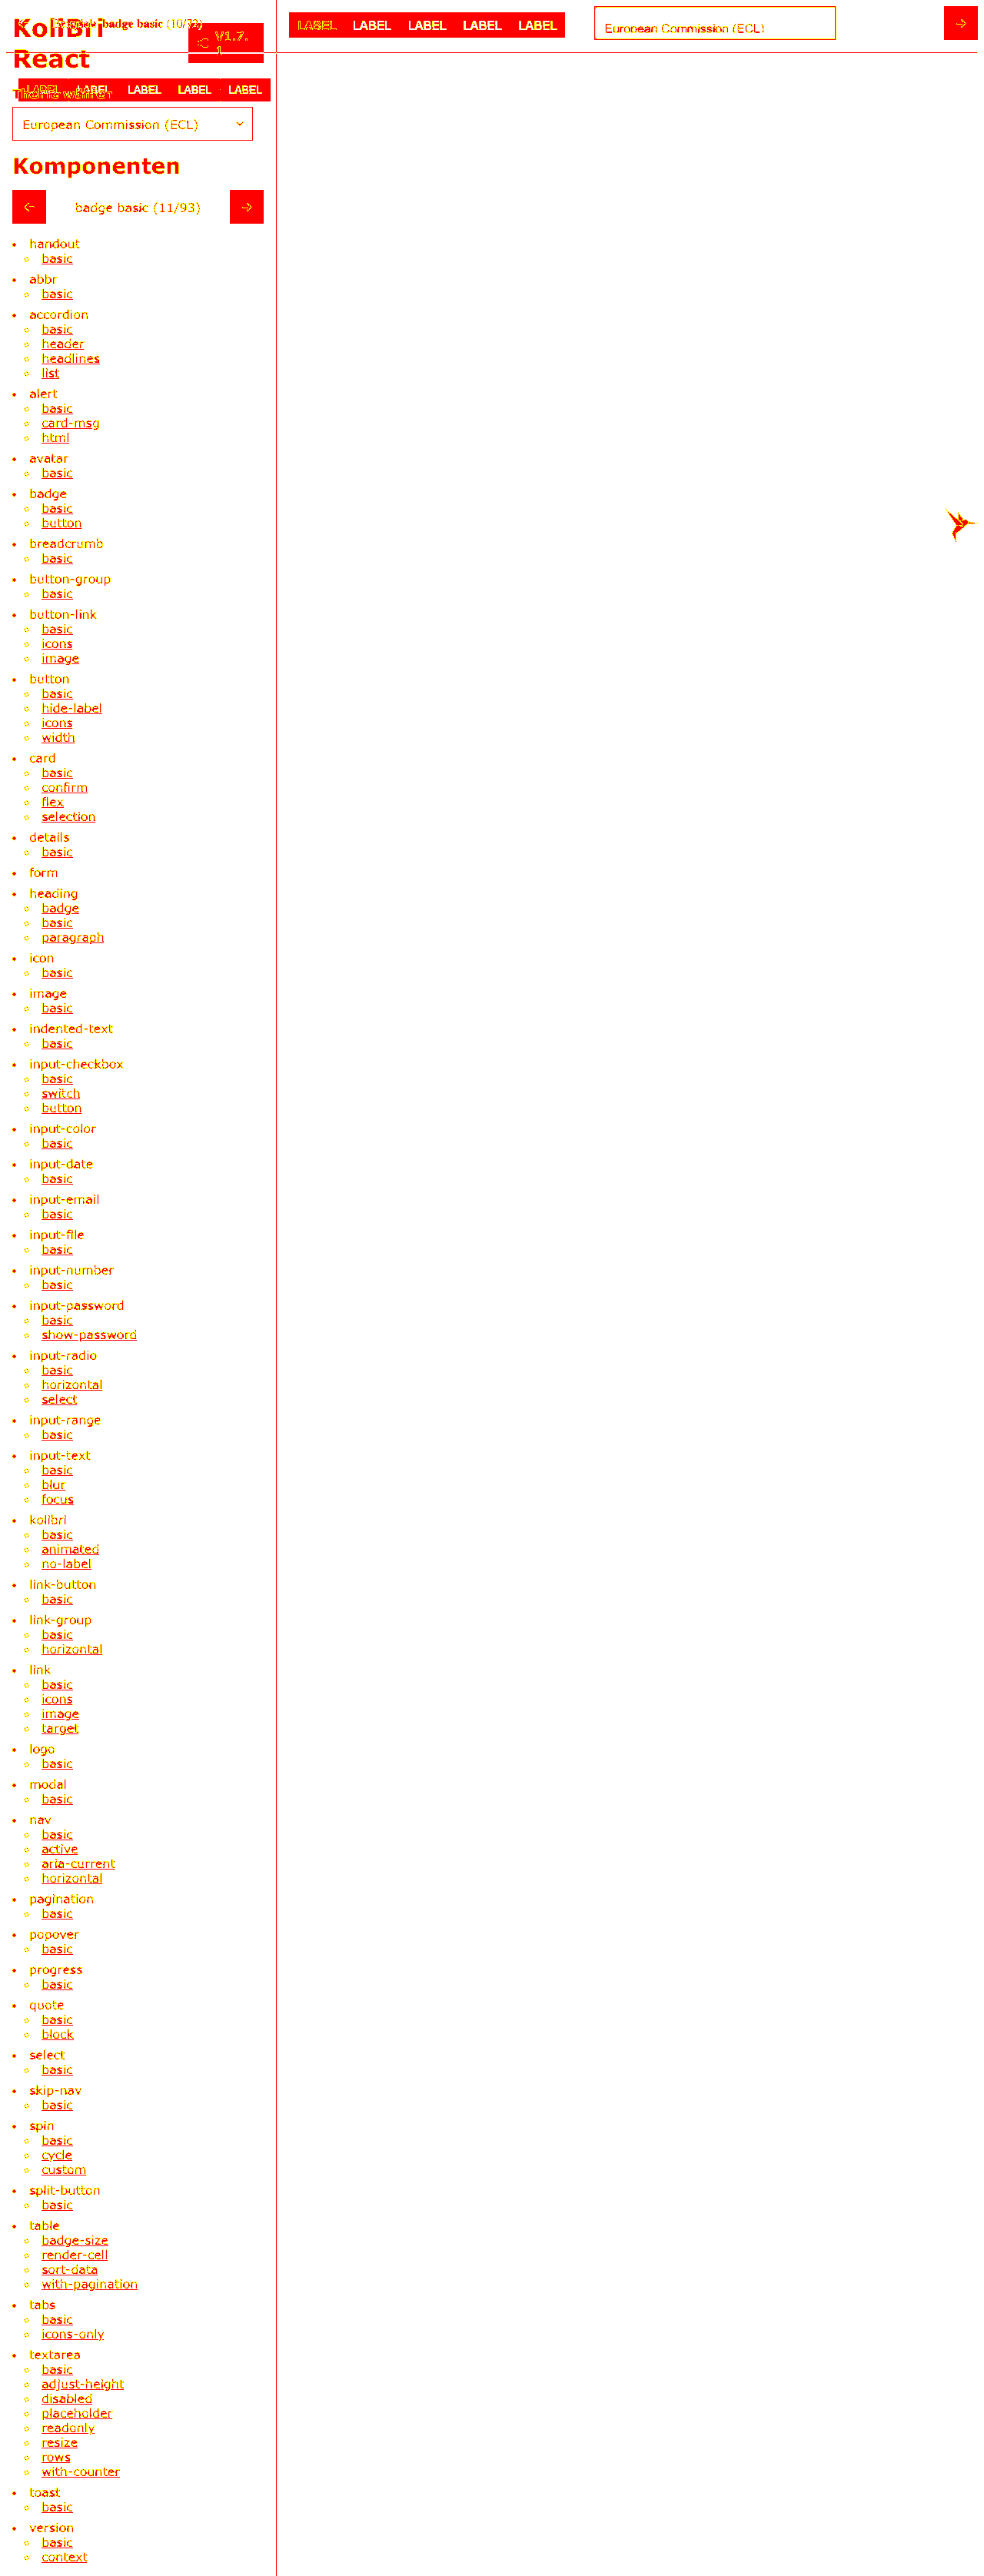 KoliBri
React
badge basic (10/72)
V1.7.
1
LABEL LABEL LABEL LABEL LABEL
European Commission (ECL)
LABEL LABEL LABEL LABEL LABEL
European Commission (ECL)
Komponenten
badge basic (11/93)
handout
basic
abbr
basic
accordion
basic
header
headlines
list
alert
basic
card-msg
html
avatar
basic
badge
basic
button
breadcrumb
basic
button-group
basic
button-link
basic
icons
image
button
basic
hide-label
icons
width
card
basic
confirm
flex
selection
details
basic
form
heading
badge
basic
paragraph
icon
basic
image
basic
indented-text
basic
input-checkbox
basic
switch
button
input-color
basic
input-date
basic
input-email
basic
input-file
basic
input-number
basic
input-password
basic
show-password
input-radio
basic
horizontal
select
input-range
basic
input-text
basic
blur
focus
kolibri
basic
animated
no-label
link-button
basic
link-group
basic
horizontal
link
basic
icons
image
target
logo
basic
modal
basic
nav
basic
active
aria-current
horizontal
pagination
basic
popover
basic
progress
basic
quote
basic
block
select
basic
skip-nav
basic
spin
basic
cycle
custom
split-button
basic
table
badge-size
render-cell
sort-data
with-pagination
tabs
basic
icons-only
textarea
basic
adjust-height
disabled
placeholder
readonly
resize
rows
with-counter
toast
basic
version
basic
context